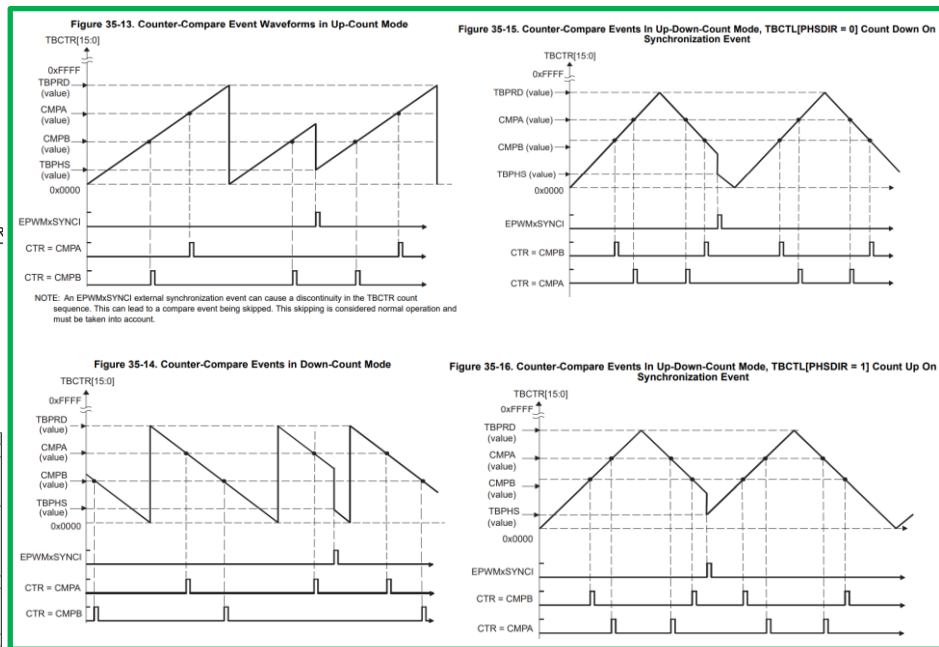 Figure 35-13. Counter-Compare Event Waveforms in Up-Count Mode
TBCTR[15:0]
0xFFFF
TBPRD
(value)
CMPA
(value)
CMPB
(value)
TBPHS
(value)
0x0000
EPWMxSYNCI
CTR = CMPA
CTR = CMPB
NOTE: An EPWMxSYNCI external synchronization event can cause a discontinuity in the TBCTR count
sequence. This can lead to a compare event being skipped. This skipping is considered normal operation and
must be taken into account.
Figure 35-15. Counter-Compare Events In Up-Down-Count Mode, TBCTL[PHSDIR = 0] Count Down On
Synchronization Event
TBCTR[15:0]
0xFFFF
TBPRD (value)
CMPA (value)
CMPB (value)
TBPHS (value)
0x0000
EPWMxSYNCI
CTR = CMPB
CTR = CMPA
Figure 35-14. Counter-Compare Events in Down-Count Mode
TBCTR[15:0]
0xFFFF
TBPRD
(value)
CMPA
(value)
CMPB
(value)
TBPHS
(value)
0x0000
EPWMxSYNCI
CTR = CMPA
CTR = CMPB
Figure 35-16. Counter-Compare Events In Up-Down-Count Mode, TBCTL[PHSDIR = 1] Count Up On
Synchronization Event
TBCTR[15:0]
0xFFFF
TBPRD
(value)
CMPA
(value)
CMPB
(value)
TBPHS
(value)
0x0000
EPWMxSYNCI
CTR = CMPB
CTR = CMPA